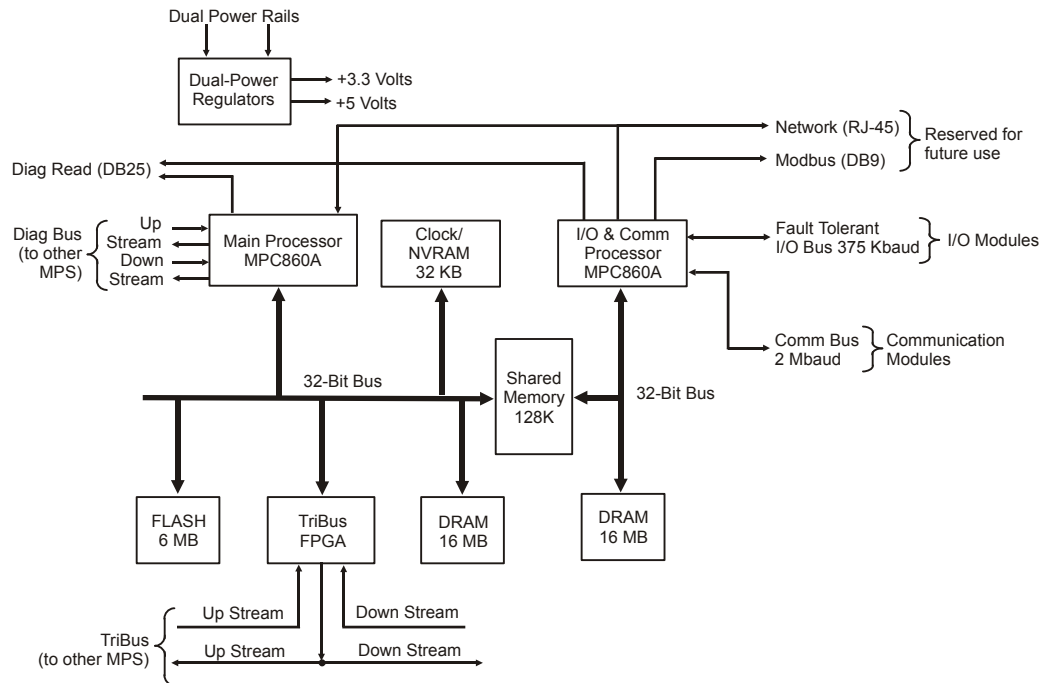 Dual Power Rails
Dual-Power
Regulators
+3.3 Volts
+5 Volts
Network (RJ-45)
Modbus (DB9)
Reserved for
future use
Diag Read (DB25)
Diag Bus
(to other
MPS)
Up
Stream
Down
Stream
Main Processor
MPC860A
Clock/
NVRAM
32 KB
I/O & Comm
Processor
MPC860A
Fault Tolerant
I/O Bus 375 Kbaud
I/O Modules
Comm Bus
2 Mbaud
Communication
Modules
32-Bit Bus
Shared
Memory
128K
32-Bit Bus
FLASH
6 MB
TriBus
FPGA
DRAM
16 MB
DRAM
16 MB
TriBus
(to other MPS)
Up Stream
Down Stream
Up Stream
Down Stream